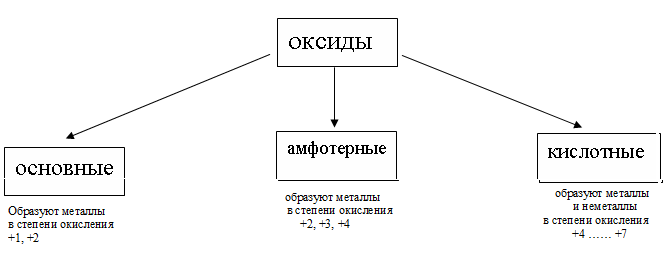 оксиды
основные
Образуют металлы
в степени окисления
+1, +2
амфотерные
образуют металлы
в степени окисления
+2, +3, +4
кислотные
образуют металлы
и неметаллы
в степени окисления
+4 …… +7